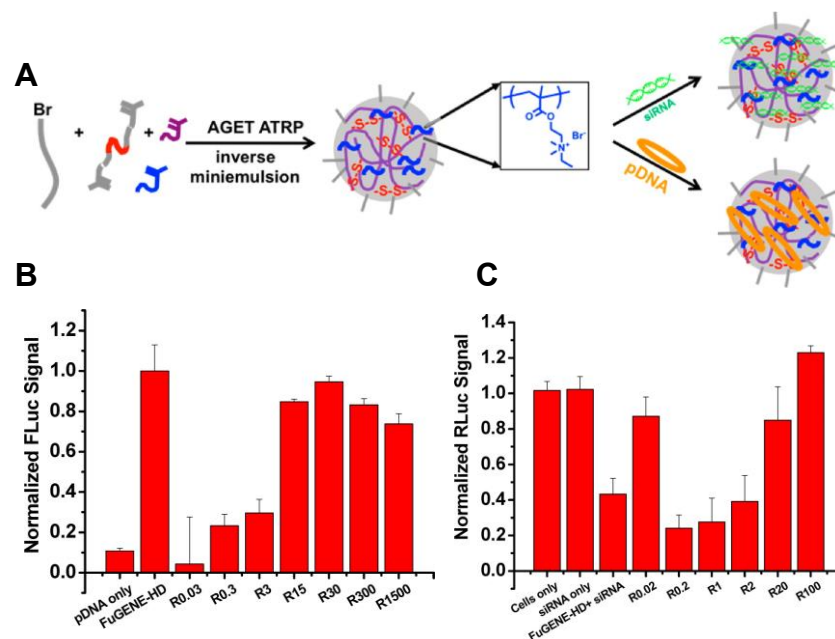 A
Br
+
+
AGET ATRP
inverse
miniemulsion
-S-S-
-S-S-
-S-S-
O
O
N+
Br-
siRNA
pDNA
-S-S-
-S-S-
-S-S-
-S-S-
B
Normalized FLuc Signal
1.2
1.0
0.8
0.6
0.4
0.2
0.0
pDNA only
FuGENE-HD
R0.03
R0.3
R3
R15
R30
R300
R1500
C
Normalized RLuc Signal
1.4
1.2
1.0
0.8
0.6
0.4
0.2
0.0
Cells only
siRNA only
FuGENE-HD+ siRNA
R0.02
R0.2
R1
R2
R20
R100